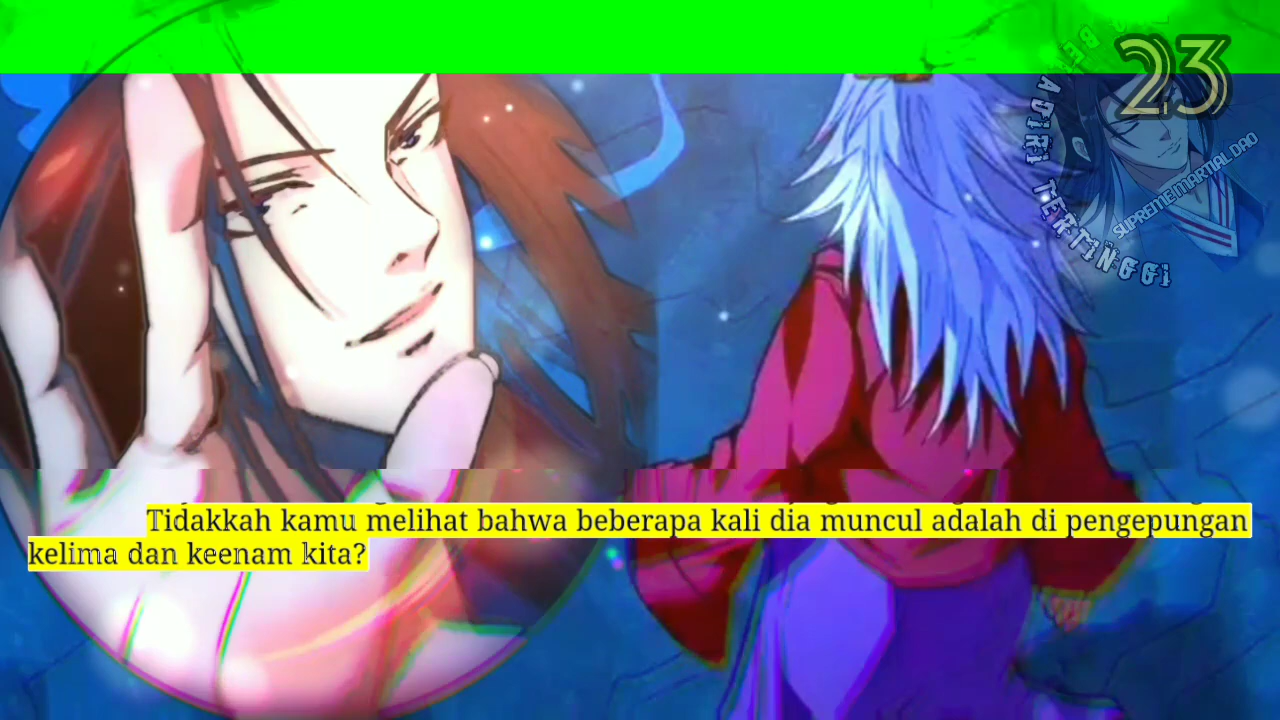 23
SUPREME MARTIAL DAO
TERTINGGI
Tidakkah kamu melihat bahwa beberapa kali dia muncul adalah di pengepungan
kelima dan keenam kita?